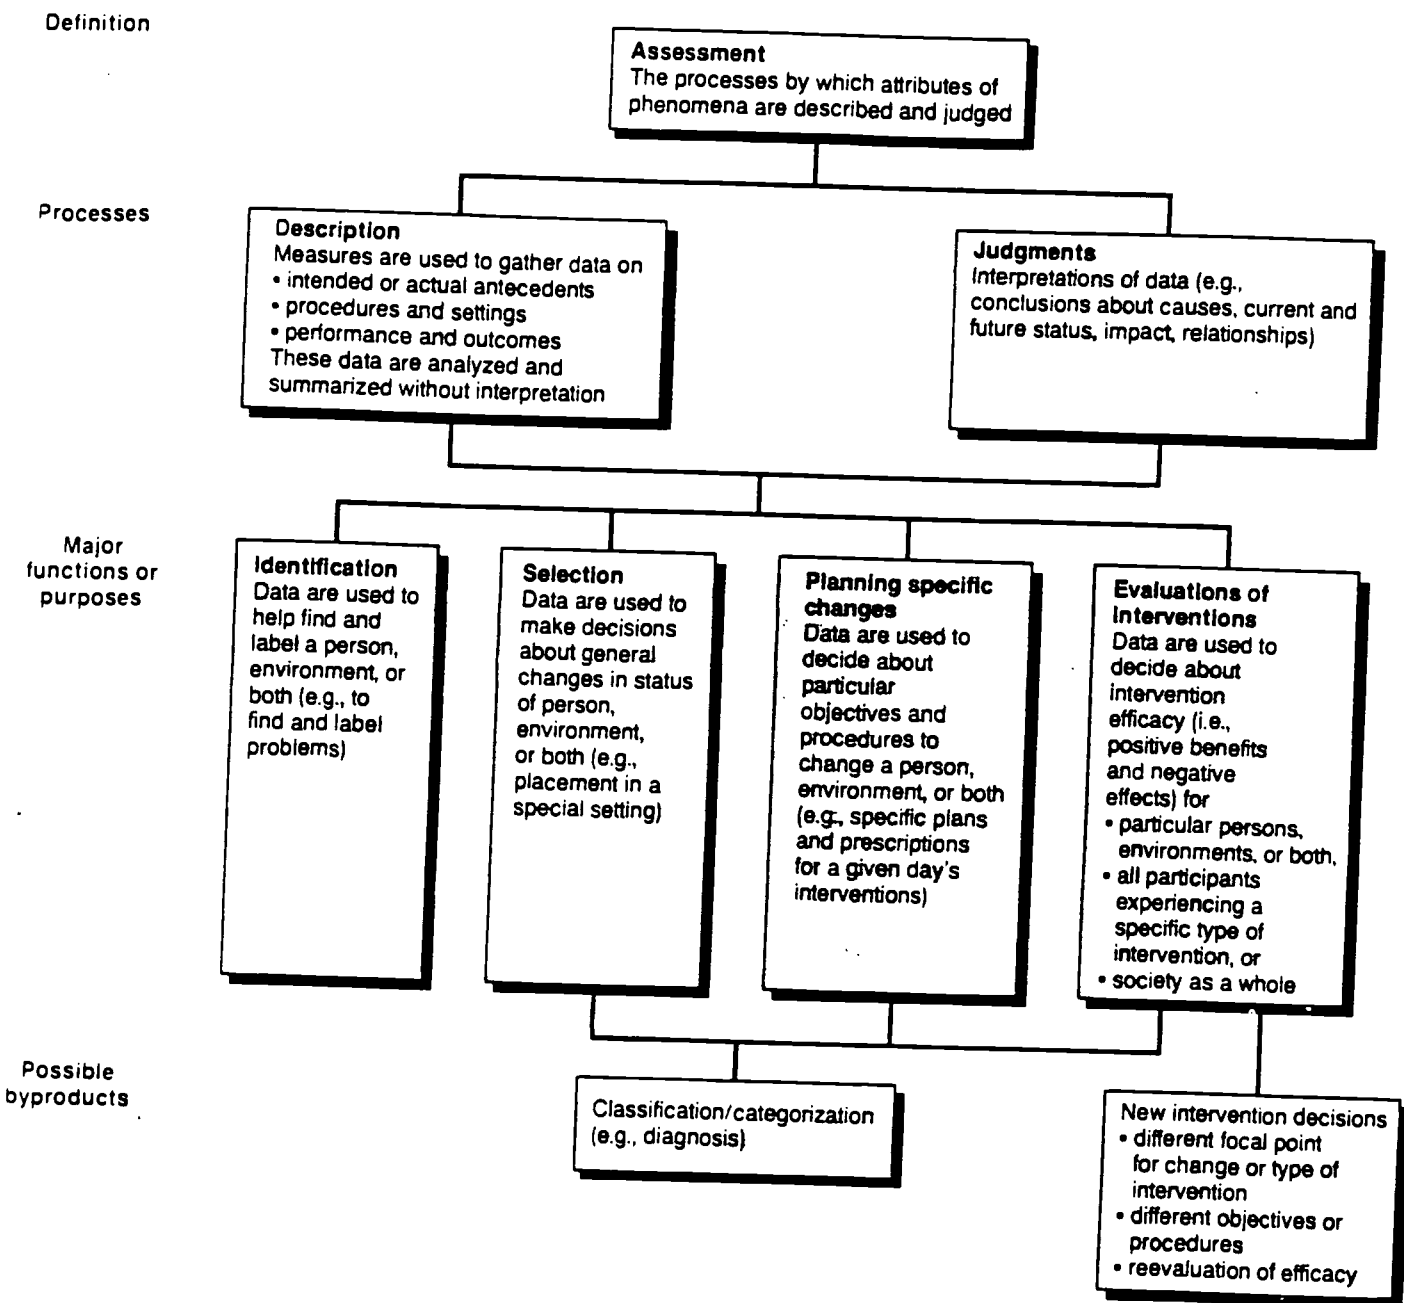 Definition
Assessment
The processes by which attributes of
phenomena are described and judged
Processes
Description
Measures are used to gather data on
• intended or actual antecedents
• procedures and settings
• performance and outcomes
These data are analyzed and
summarized without interpretation
Judgments
Interpretations of data (e.g.,
conclusions about causes, current and
future status, impact, relationships)
Major
functions or
purposes
Identification
Data are used to
help find and
label a person,
environment, or
both (e.g., to
find and label
problems)
Selection
Data are used to
make decisions
about general
changes in status
of person,
environment,
or both (e.g.,
placement in a
special setting)
Planning specific
changes
Data are used to
decide about
particular
objectives and
procedures to
change a person,
environment, or both
(e.g., specific plans
and prescriptions
for a given day's
interventions)
Evaluations of
Interventions
Data are used to
decide about
intervention
efficacy (i.e.,
positive benefits
and negative
effects) for
• particular persons,
environments, or both,
• all participants
experiencing a
specific type of
intervention, or
• society as a whole
Possible
byproducts
Classification/categorization
(e.g., diagnosis)
New intervention decisions
• different focal point
for change or type of
intervention
• different objectives or
procedures
• reevaluation of efficacy